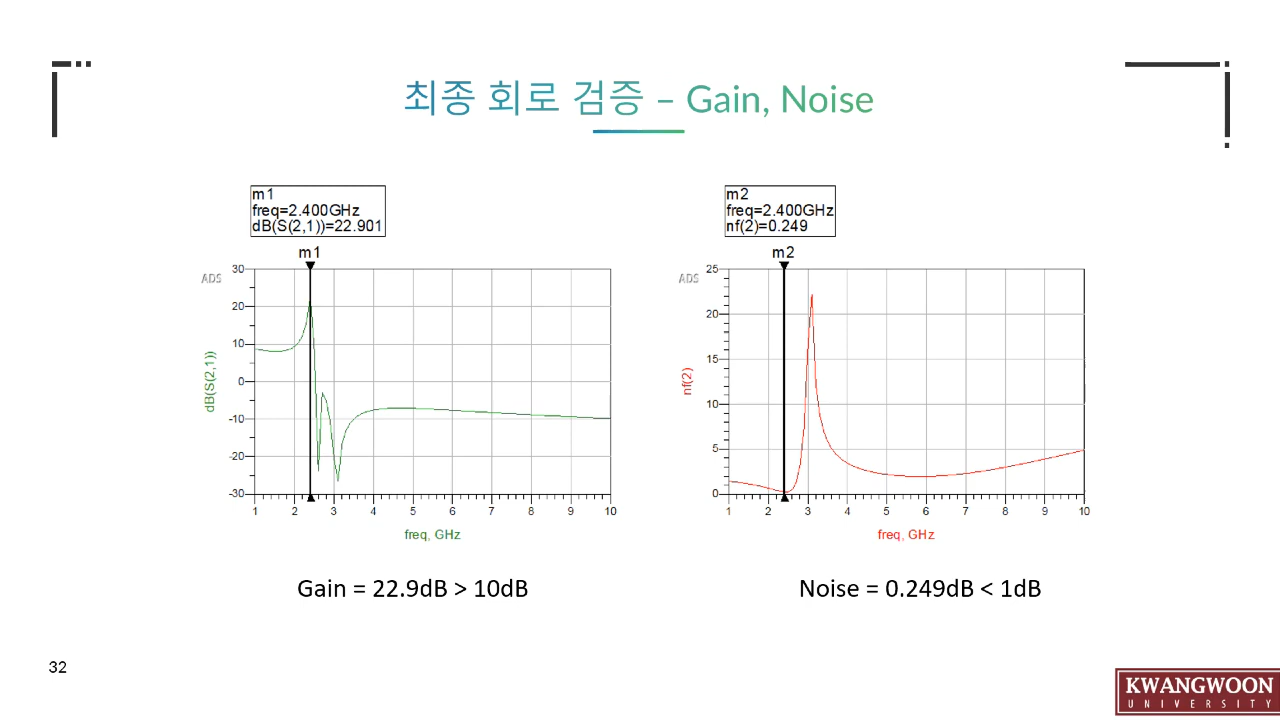 최종 회로 검증 – Gain, Noise
m1
freq=2.400GHz
dB(S(2,1))=22.901
m1
ADS
30
20
10
0
-10
-20
-30
dB(S(2,1))
1 2 3 4 5 6 7 8 9 10
freq, GHz
Gain = 22.9dB > 10dB
m2
freq=2.400GHz
nf(2)=0.249
m2
ADS
25
20
15
10
5
0
nf(2)
1 2 3 4 5 6 7 8 9 10
freq, GHz
Noise = 0.249dB < 1dB
32
KWANGWOON
UNIVERSITY